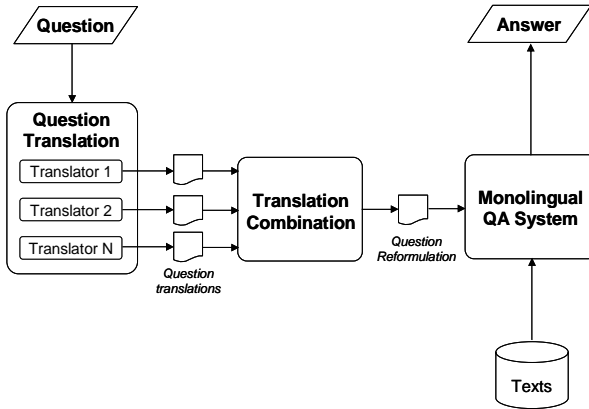 Question
Answer
Question
Translation
Translator 1
Translator 2
Translator N
Question
translations
Translation
Combination
Question
Reformulation
Monolingual
QA System
Texts